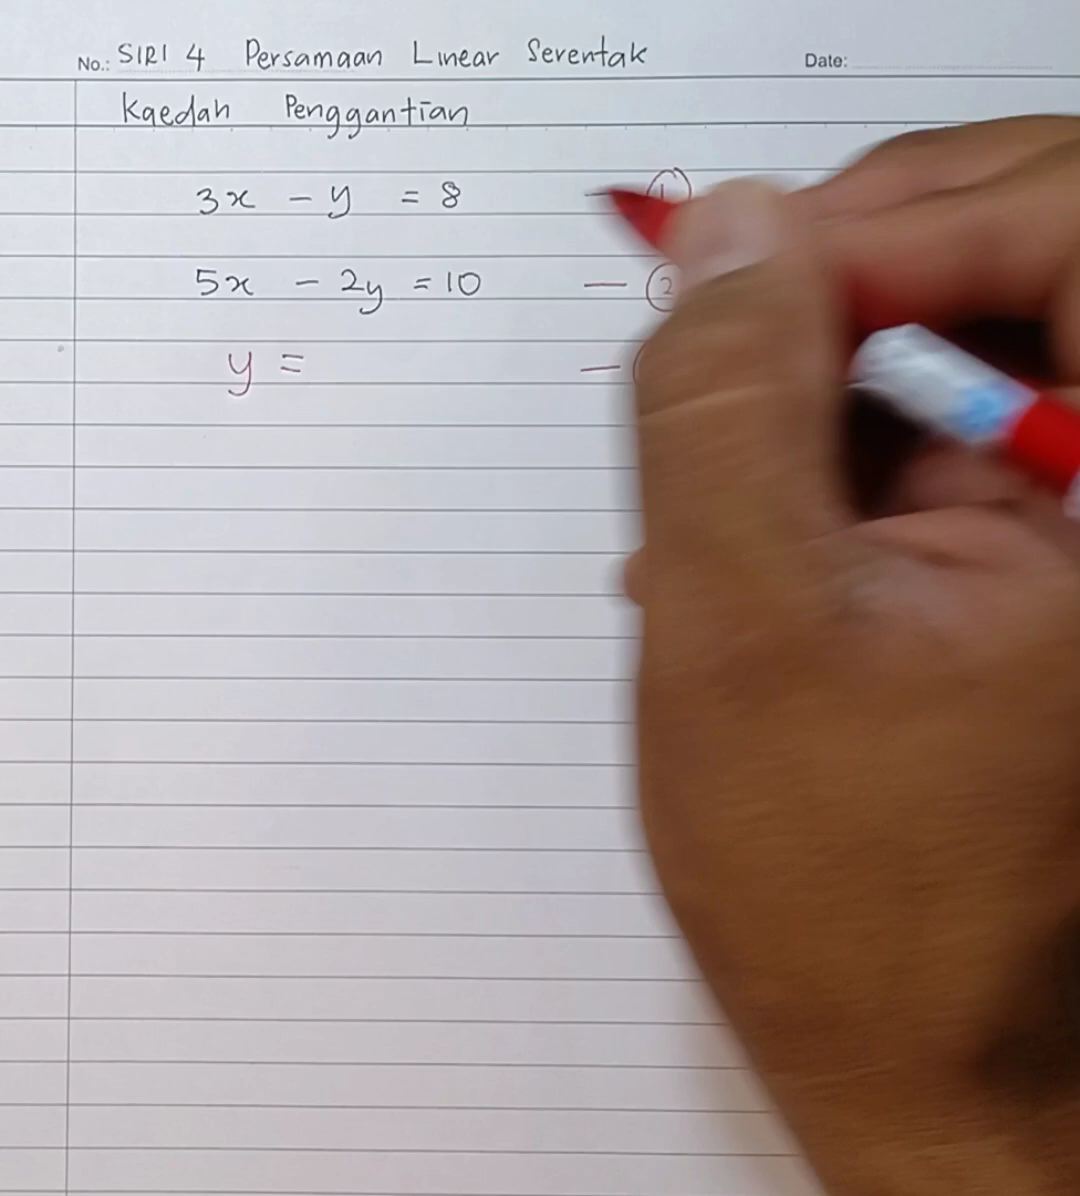 No.: SIRI 4 Persamaan Linear Serentak Date:
Kaedah Penggantian
3x - y = 8 — 1
5x - 2y = 10 — 2
y = —